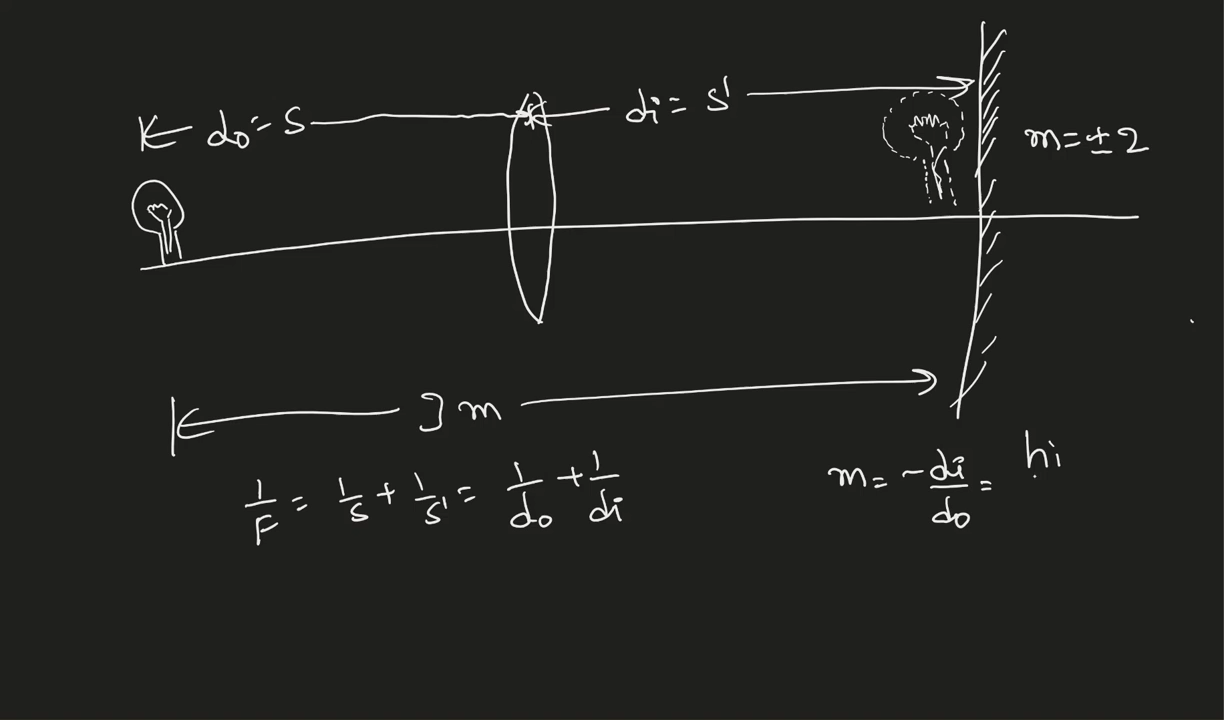 do = s
di = s'
m = ± 2
3 m
1/F = 1/s + 1/s' = 1/do + 1/di
m = - di/do = hi